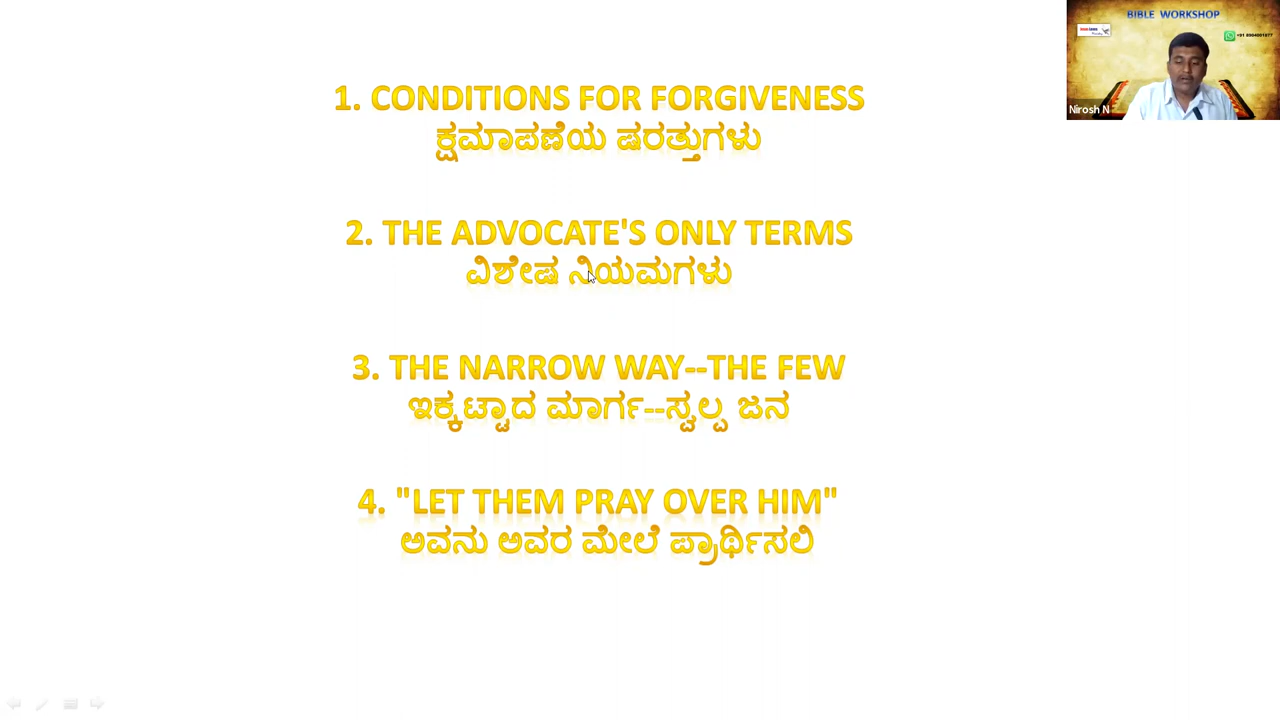 1. CONDITIONS FOR FORGIVENESS
ಕ್ಷಮಾಪಣೆಯ ಷರತ್ತುಗಳು
2. THE ADVOCATE'S ONLY TERMS
ವಿಶೇಷ ನಿಯಮಗಳು
3. THE NARROW WAY--THE FEW
ಇಕ್ಕಟ್ಟಾದ ಮಾರ್ಗ--ಸ್ವಲ್ಪ ಜನ
4. "LET THEM PRAY OVER HIM"
ಅವನು ಅವರ ಮೇಲೆ ಪ್ರಾರ್ಥಿಸಲಿ
BIBLE WORKSHOP
Nirosh N